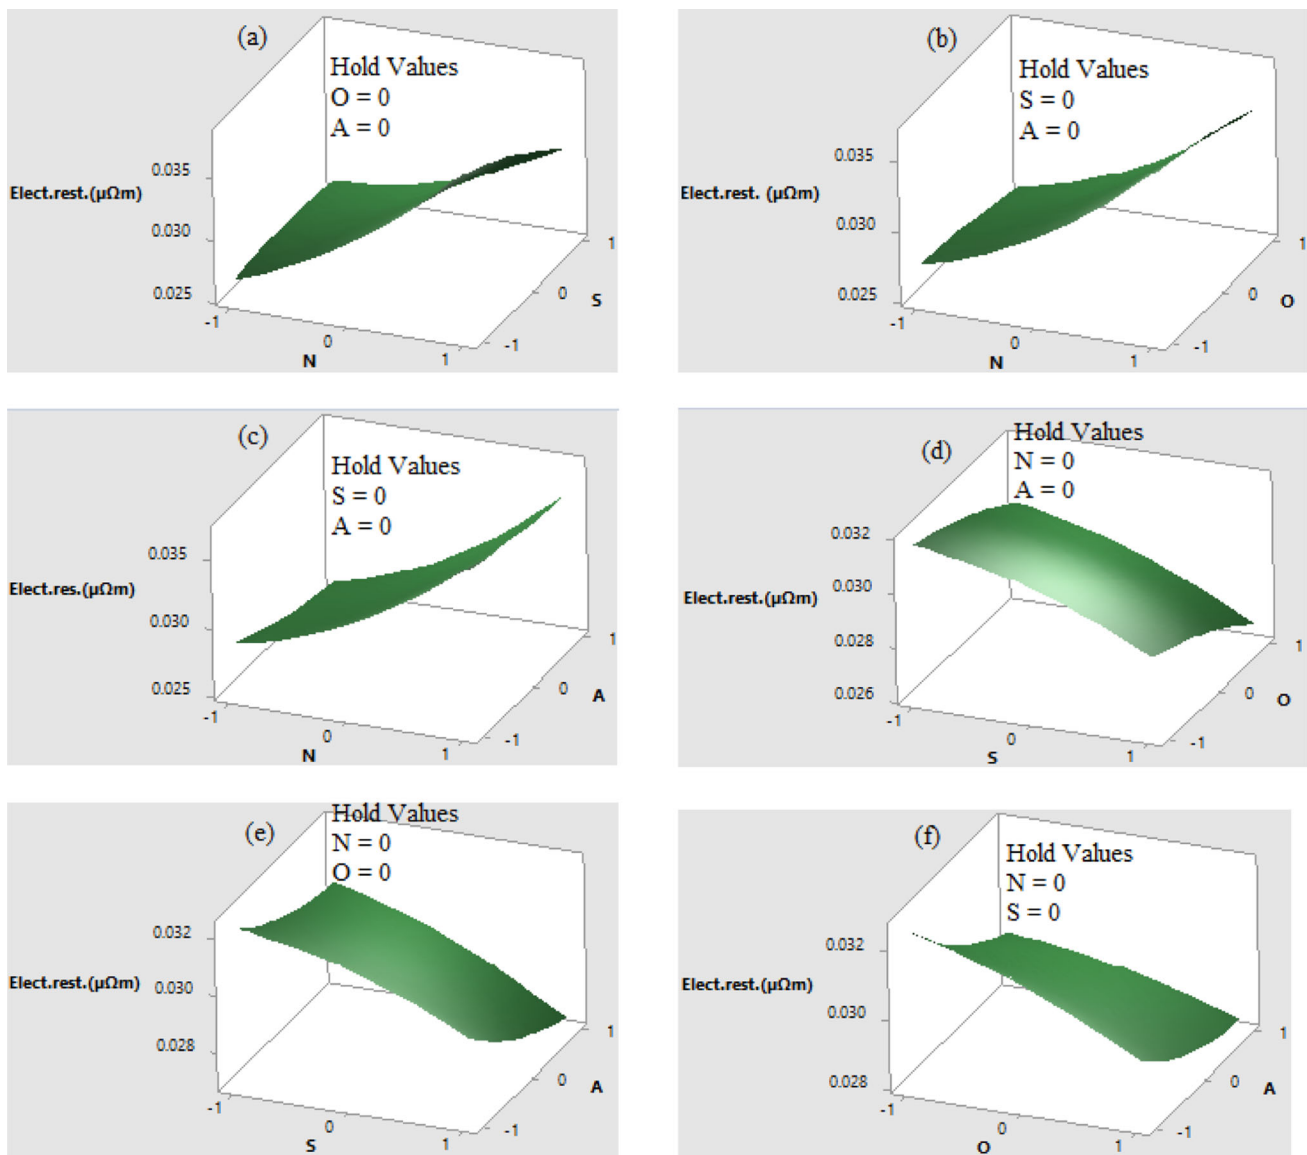 (a)
Hold Values
O = 0
A = 0
0.035
Elect.rest.(μΩm)
0.030
0.025
-1
0
1
N
-1
0
1
S
(b)
Hold Values
S = 0
A = 0
0.035
Elect.rest. (μΩm)
0.030
0.025
-1
0
1
N
-1
0
1
O
(c)
Hold Values
S = 0
A = 0
0.035
Elect.res.(μΩm)
0.030
0.025
-1
0
1
N
-1
0
1
A
(d)
Hold Values
N = 0
A = 0
0.032
0.030
Elect.rest.(μΩm)
0.028
0.026
-1
0
1
S
-1
0
1
O
(e)
Hold Values
N = 0
O = 0
0.032
Elect.rest.(μΩm)
0.030
0.028
-1
0
1
S
-1
0
1
A
(f)
Hold Values
N = 0
S = 0
0.032
Elect.rest.(μΩm)
0.030
0.028
-1
0
1
O
-1
0
1
A